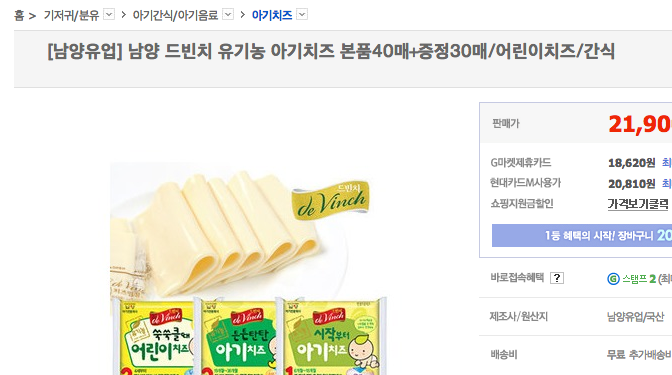 홈 > 기저귀/분유 > 아기간식/아기음료 > 아기치즈
[남양유업] 남양 드빈치 유기농 아기치즈 본품40매+증정30매/어린이치즈/간식
판매가 21,90
G마켓제휴카드 18,620원 최
현대카드M사용가 20,810원 최
쇼핑지원금할인 가격보기클릭
1등 혜택의 시작! 장바구니 20
바로접속혜택 ? G 스탬프 2 (최
제조사/원산지 남양유업/국산
배송비 무료 추가배송비
드빈치
de Vinch
de Vinch
쑥쑥클때
어린이치즈
de Vinch
튼튼탄탄
아기치즈
de Vinch
시작부터
아기치즈